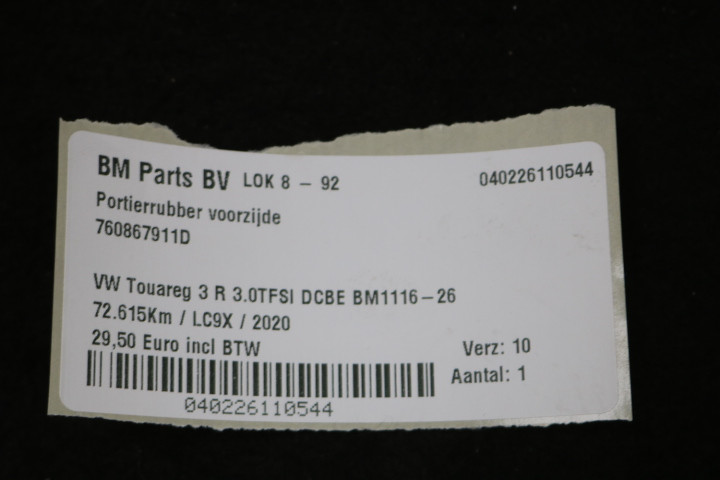 BM Parts BV LOK 8 - 92 040226110544
Portierrubber voorzijde
760867911D
VW Touareg 3 R 3.0TFSI DCBE BM1116-26
72.615Km / LC9X / 2020
29,50 Euro incl BTW Verz: 10
Aantal: 1
040226110544